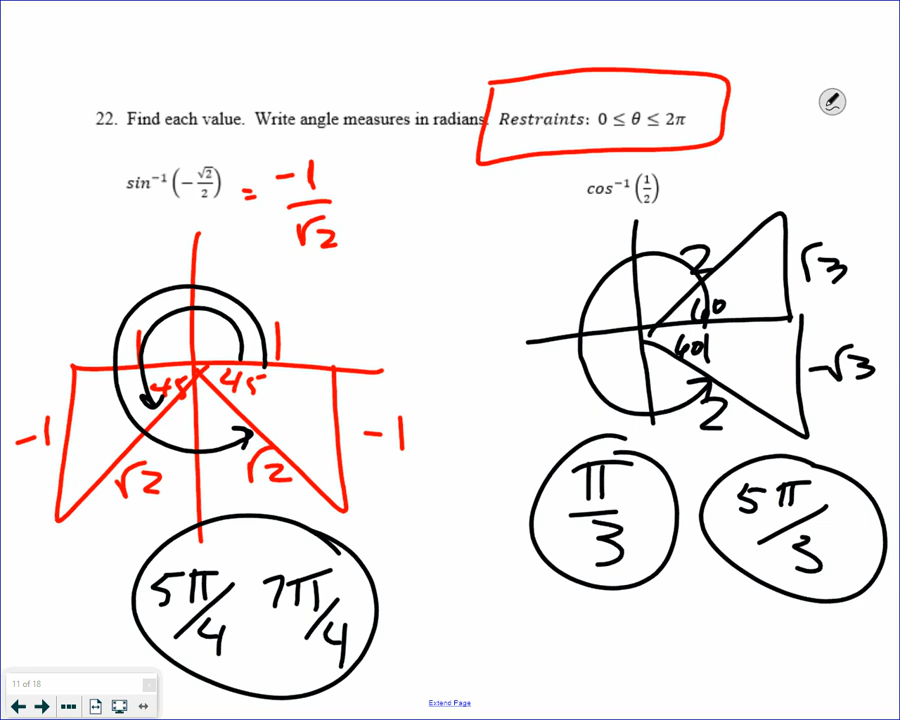 22. Find each value. Write angle measures in radians. Restraints: 0 ≤ θ ≤ 2π
sin⁻¹(−√2/2) = -1/√2
cos⁻¹(1/2)
2
√3
60
60
-√3
2
1
1
45
45
-1
-1
√2
√2
π/3
5π/3
5π/4 7π/4
11 of 18
Extend Page